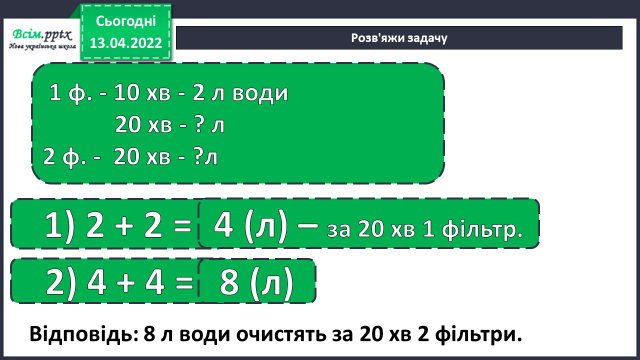 Всім.pptx
Нова українська школа
Сьогодні
13.04.2022
Розв'яжи задачу
1 ф. - 10 хв - 2 л води
20 хв - ? л
2 ф. - 20 хв - ?л
1) 2 + 2 = 4 (л) – за 20 хв 1 фільтр.
2) 4 + 4 = 8 (л)
Відповідь: 8 л води очистять за 20 хв 2 фільтри.